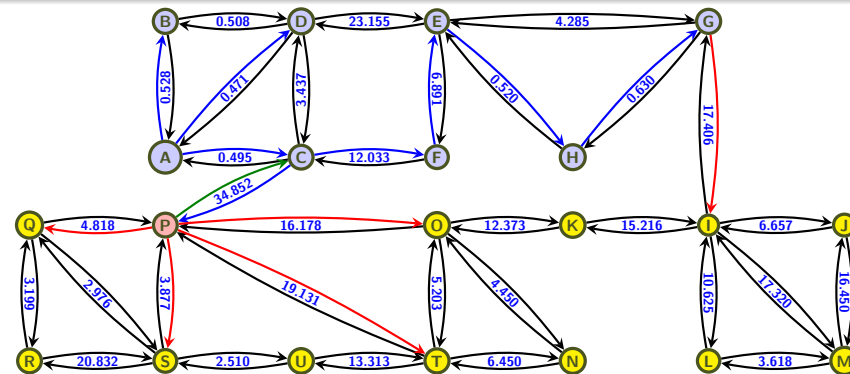 B 0.508 D 23.155 E 4.285 G
0.528 0.471 3.437 6.891 0.520 0.630 17.406
A 0.495 C 12.033 F H
34.852
Q 4.818 P 16.178 O 12.373 K 15.216 I 6.657 J
3.199 2.976 3.877 19.131 5.203 4.450 10.625 17.320 16.450
R 20.832 S 2.510 U 13.313 T 6.450 N L 3.618 M